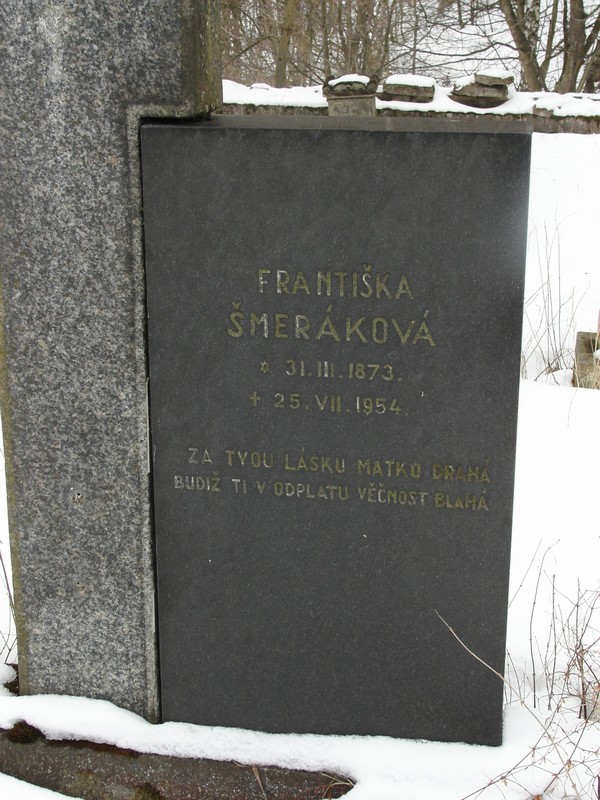 FRANTIŠKA
ŠMERÁKOVÁ
* 31.III.1873.
+ 25.VII.1954.
ZA TVOU LÁSKU MATKO DRAHÁ
BUDIŽ TI V ODPLATU VĚČNOST BLAHÁ